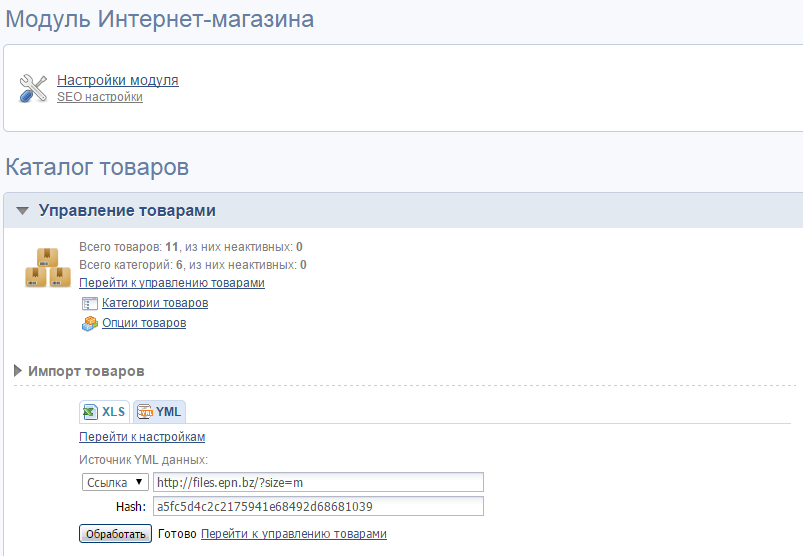 Модуль Интернет-магазина
Настройки модуля
SEO настройки
Каталог товаров
Управление товарами
Всего товаров: 11, из них неактивных: 0
Всего категорий: 6, из них неактивных: 0
Перейти к управлению товарами
Категории товаров
Опции товаров
Импорт товаров
XLS YML
Перейти к настройкам
Источник YML данных:
Ссылка http://files.epn.bz/?size=m
Hash: a5fc5d4c2c2175941e68492d68681039
Обработать Готово Перейти к управлению товарами